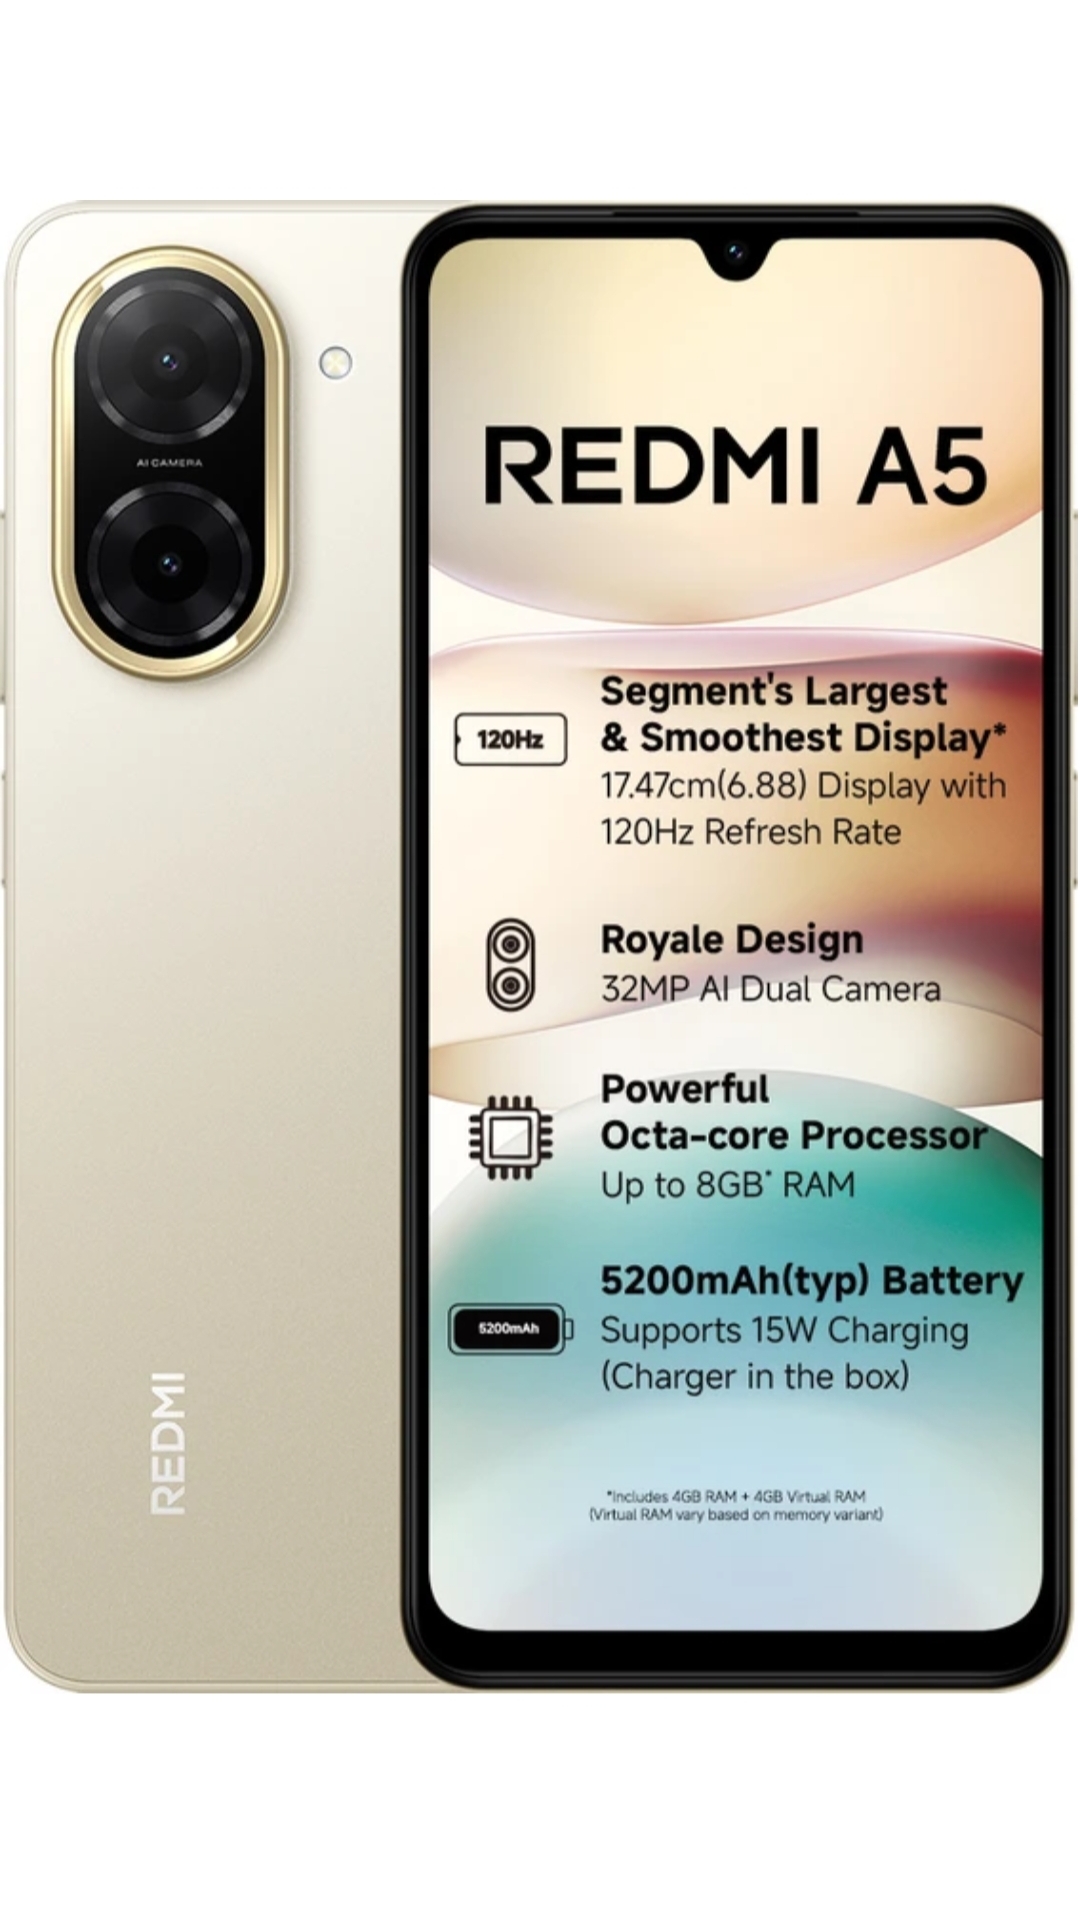 AI CAMERA
REDMI
REDMI A5
120Hz
Segment's Largest
& Smoothest Display*
17.47cm(6.88) Display with
120Hz Refresh Rate
Royale Design
32MP AI Dual Camera
Powerful
Octa-core Processor
Up to 8GB* RAM
5200mAh
5200mAh(typ) Battery
Supports 15W Charging
(Charger in the box)
*Includes 4GB RAM + 4GB Virtual RAM
(Virtual RAM vary based on memory variant)